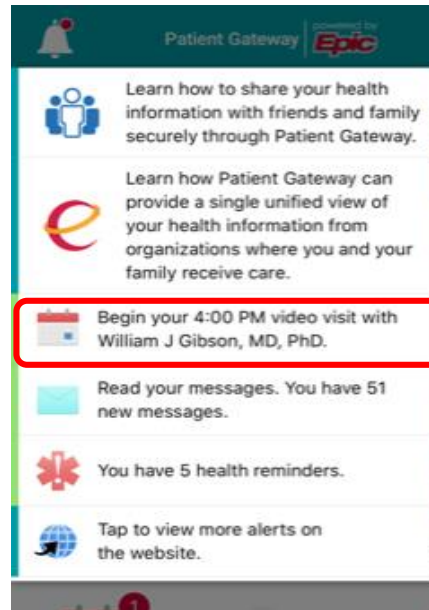 Patient Gateway powered by
Epic
Learn how to share your health
information with friends and family
securely through Patient Gateway.
Learn how Patient Gateway can
provide a single unified view of
your health information from
organizations where you and your
family receive care.
Begin your 4:00 PM video visit with
William J Gibson, MD, PhD.
Read your messages. You have 51
new messages.
You have 5 health reminders.
Tap to view more alerts on
the website.
1